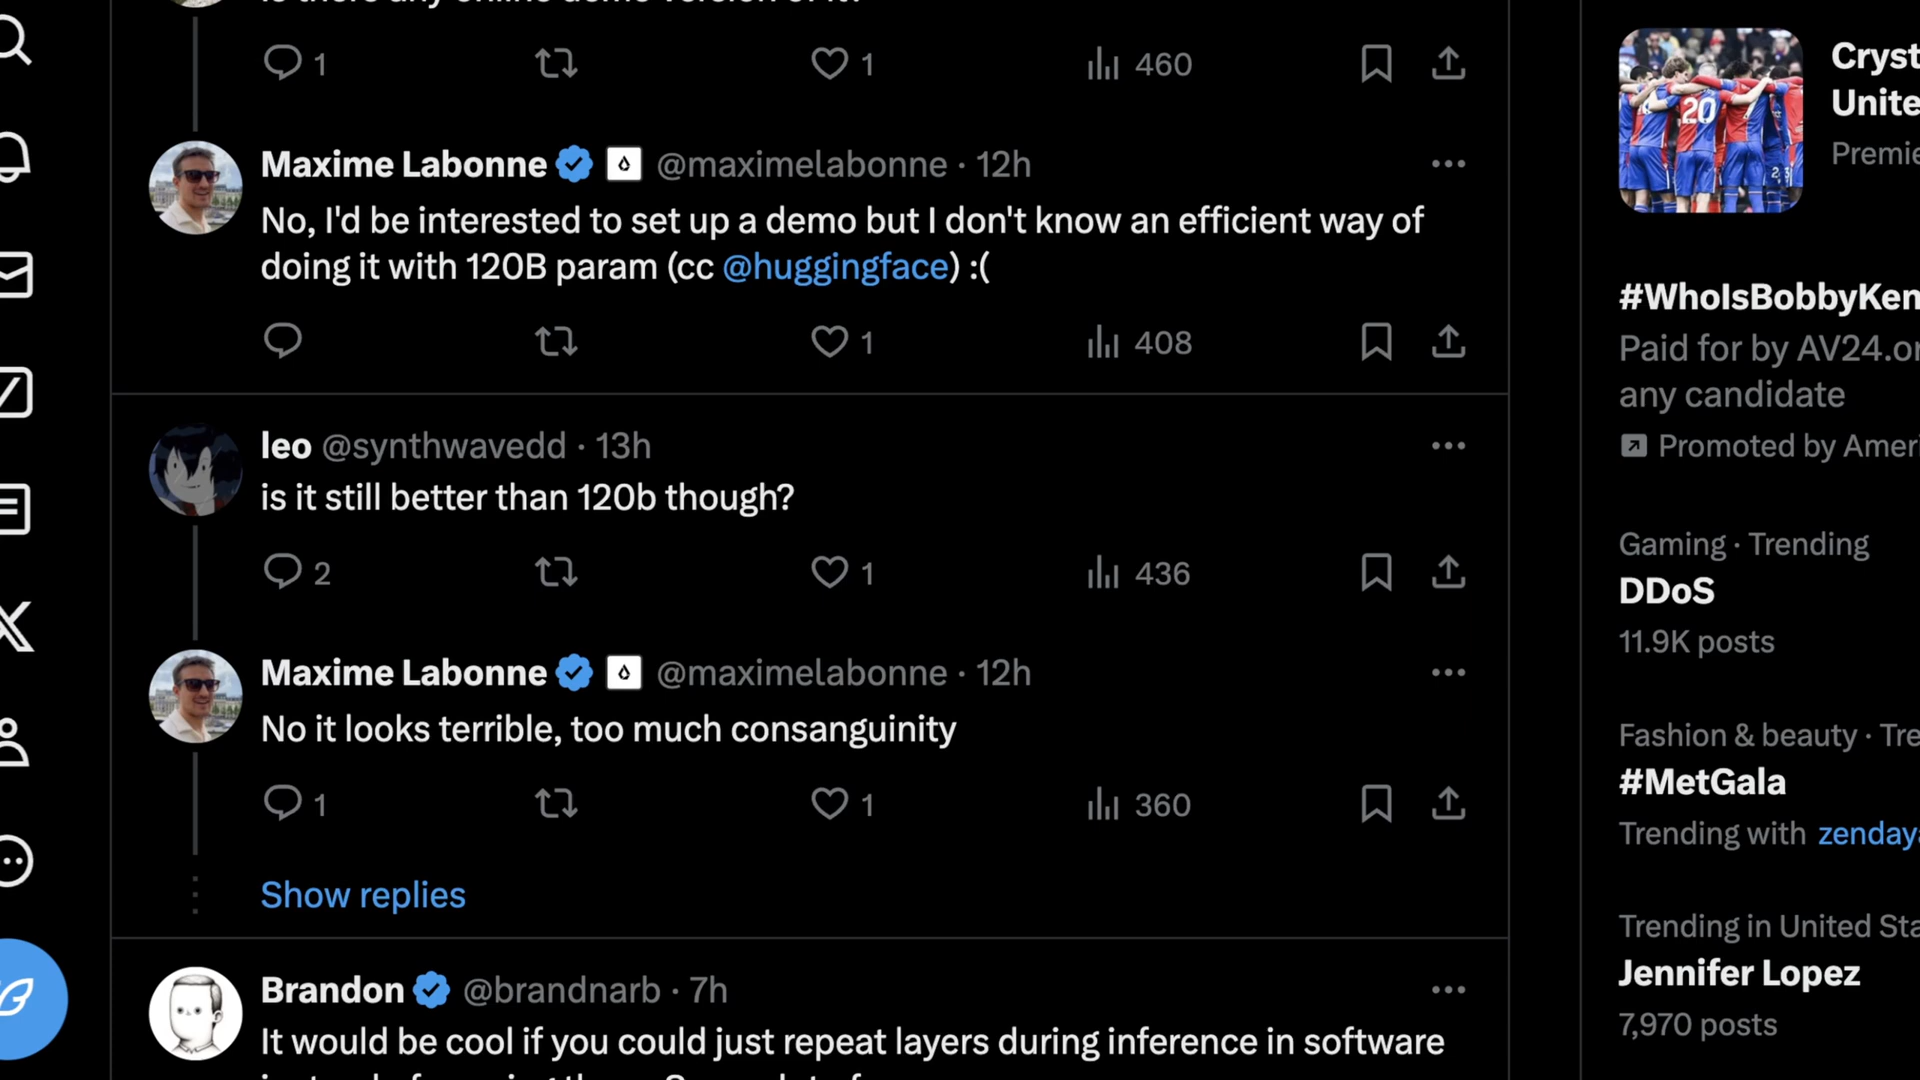 1 1 460
Maxime Labonne @maximelabonne · 12h
No, I'd be interested to set up a demo but I don't know an efficient way of
doing it with 120B param (cc @huggingface) :(
1 408
leo @synthwavedd · 13h
is it still better than 120b though?
2 1 436
Maxime Labonne @maximelabonne · 12h
No it looks terrible, too much consanguinity
1 1 360
Show replies
Brandon @brandnarb · 7h
It would be cool if you could just repeat layers during inference in software
20
Cryst
Unite
Premie
#WhoIsBobbyKen
Paid for by AV24.or
any candidate
Promoted by Ameri
Gaming · Trending
DDoS
11.9K posts
Fashion & beauty · Tre
#MetGala
Trending with zenday
Trending in United Sta
Jennifer Lopez
7,970 posts